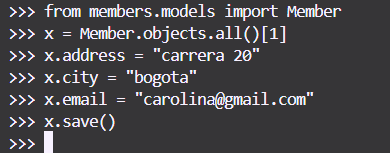 >>> from members.models import Member
>>> x = Member.objects.all()[1]
>>> x.address = "carrera 20"
>>> x.city = "bogota"
>>> x.email = "carolina@gmail.com"
>>> x.save()
>>>